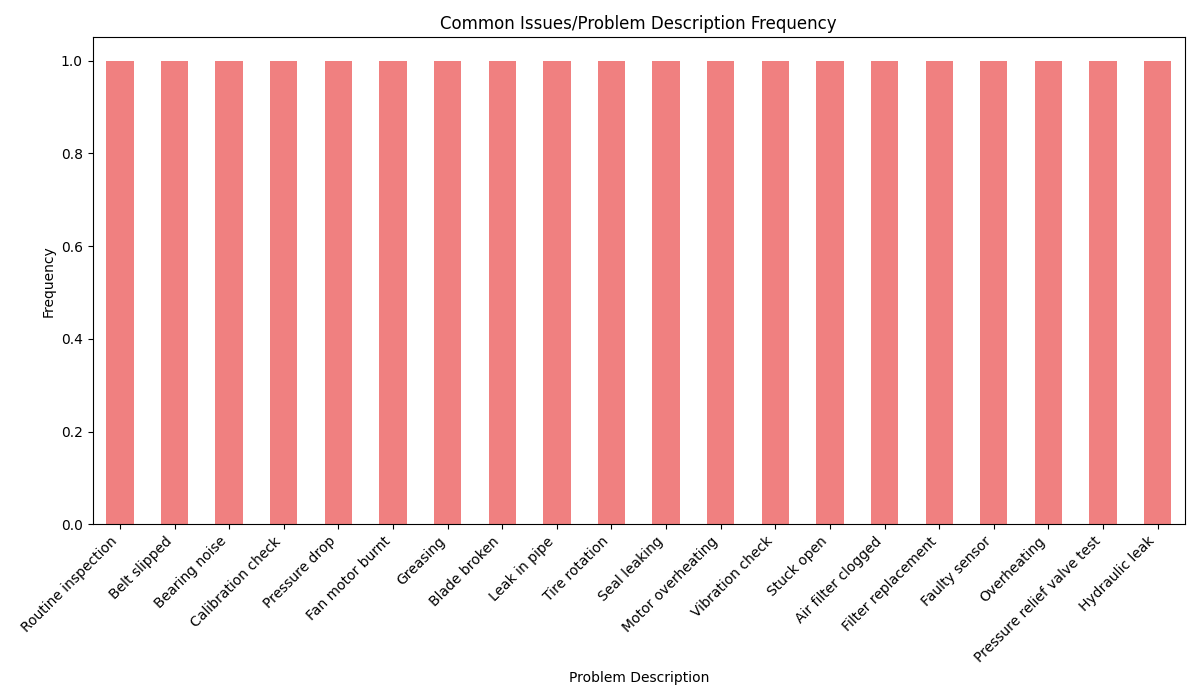 Common Issues/Problem Description Frequency
Frequency
1.0
0.8
0.6
0.4
0.2
0.0
Routine inspection
Belt slipped
Bearing noise
Calibration check
Pressure drop
Fan motor burnt
Greasing
Blade broken
Leak in pipe
Tire rotation
Seal leaking
Motor overheating
Vibration check
Stuck open
Air filter clogged
Filter replacement
Faulty sensor
Overheating
Pressure relief valve test
Hydraulic leak
Problem Description